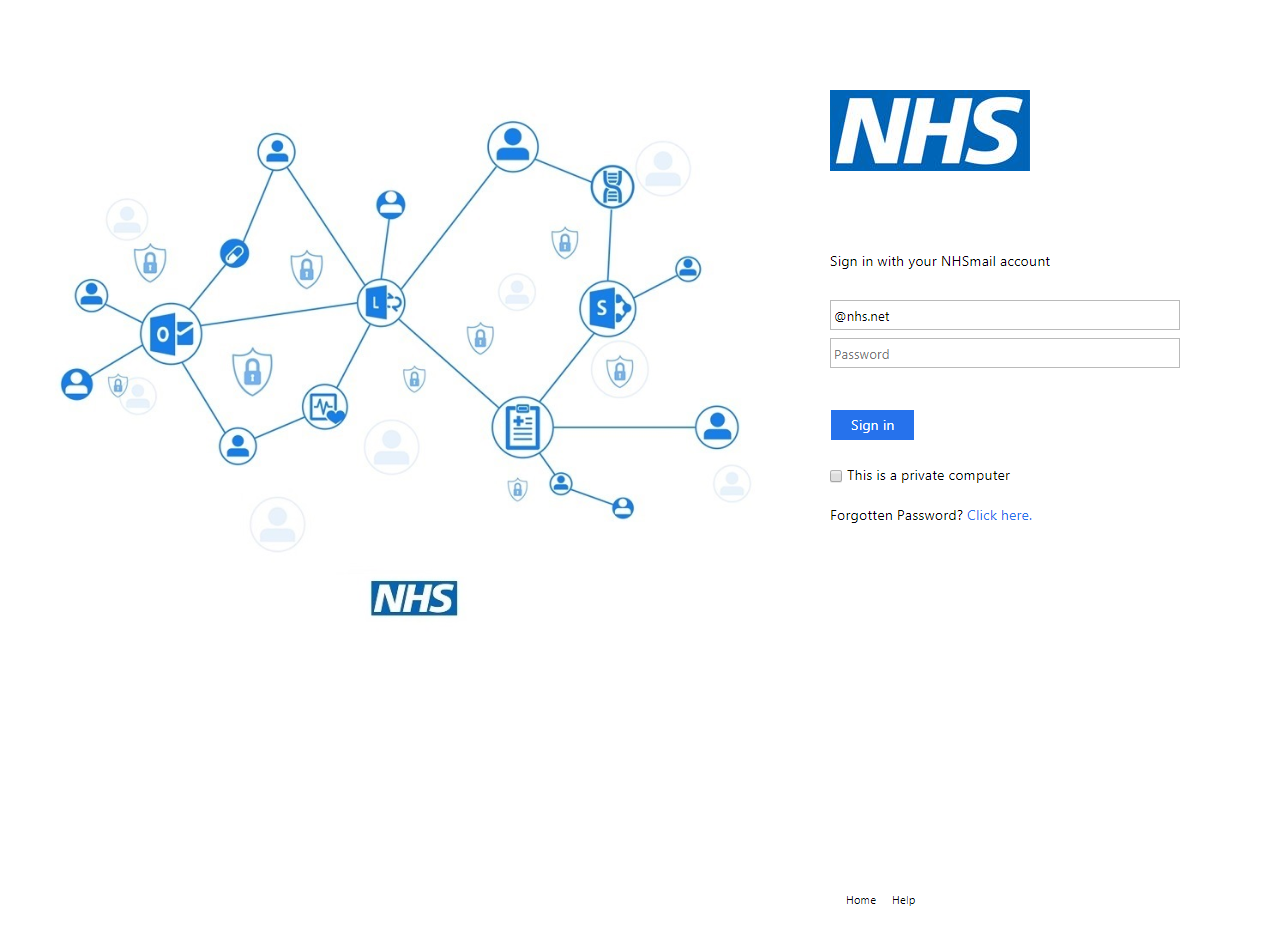 NHS
Sign in with your NHSmail account
@nhs.net
Password
Sign in
This is a private computer
Forgotten Password? Click here.
O
L
S
NHS
Home Help